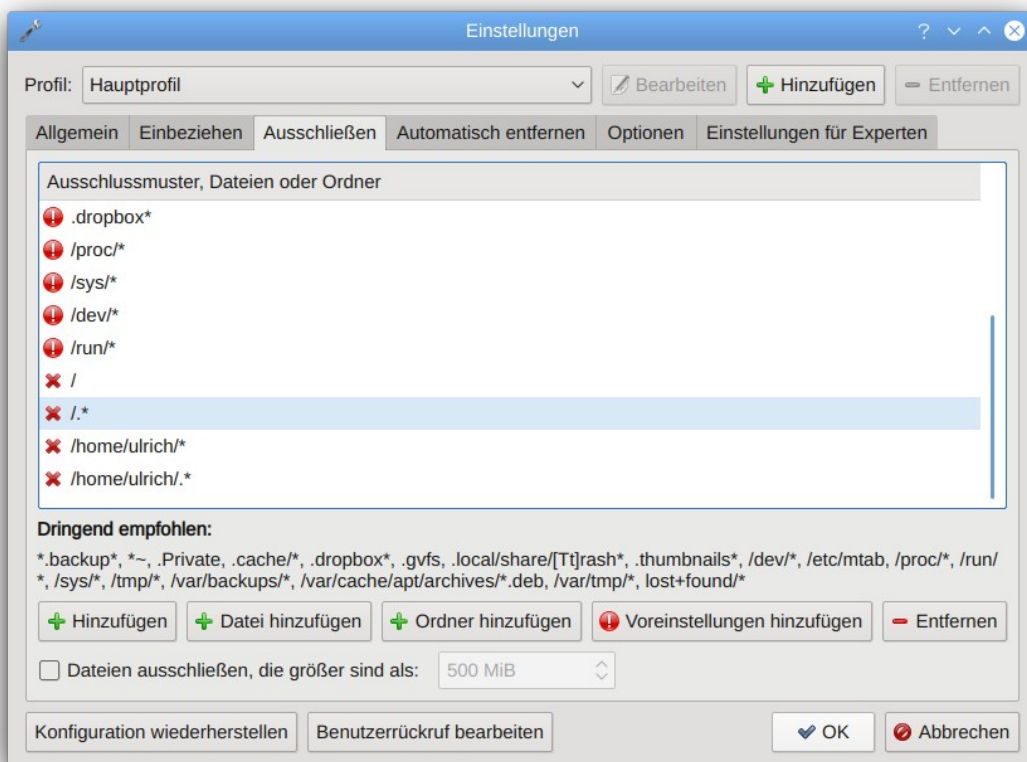 Einstellungen
Profil: Hauptprofil Bearbeiten Hinzufügen Entfernen
Allgemein Einbeziehen Ausschließen Automatisch entfernen Optionen Einstellungen für Experten
Ausschlussmuster, Dateien oder Ordner
.dropbox*
/proc/*
/sys/*
/dev/*
/run/*
/
/.*
/home/ulrich/*
/home/ulrich/.*
Dringend empfohlen:
*.backup*, *~, .Private, .cache/*, .dropbox*, .gvfs, .local/share/[Tt]rash*, .thumbnails*, /dev/*, /etc/mtab, /proc/*, /run/
*, /sys/*, /tmp/*, /var/backups/*, /var/cache/apt/archives/*.deb, /var/tmp/*, lost+found/*
Hinzufügen Datei hinzufügen Ordner hinzufügen Voreinstellungen hinzufügen Entfernen
Dateien ausschließen, die größer sind als: 500 MiB
Konfiguration wiederherstellen Benutzerrückruf bearbeiten OK Abbrechen